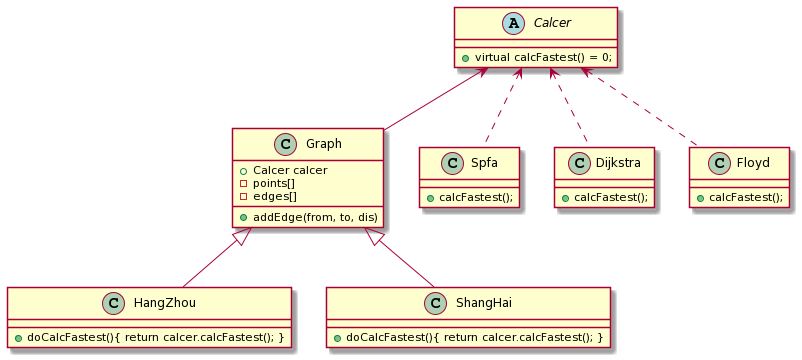 A Calcer
virtual calcFastest() = 0;
C Graph
Calcer calcer
points[]
edges[]
addEdge(from, to, dis)
C Spfa
calcFastest();
C Dijkstra
calcFastest();
C Floyd
calcFastest();
C HangZhou
doCalcFastest(){ return calcer.calcFastest(); }
C ShangHai
doCalcFastest(){ return calcer.calcFastest(); }